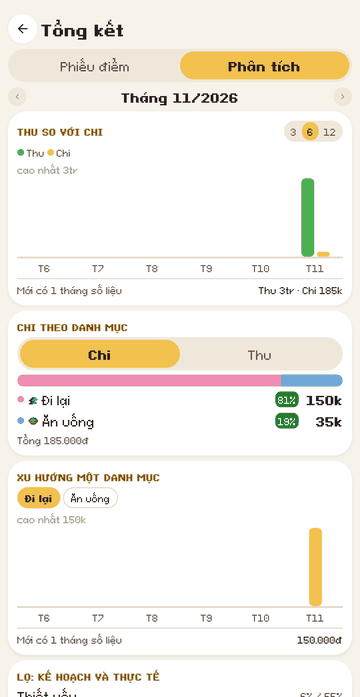 Tổng kết
Phiếu điểm
Phân tích
Tháng 11/2026
THU SO VỚI CHI
3 6 12
Thu Chi
cao nhất 3tr
T6 T7 T8 T9 T10 T11
Mới có 1 tháng số liệu
Thu 3tr · Chi 185k
CHI THEO DANH MỤC
Chi
Thu
Đi lại 81% 150k
Ăn uống 19% 35k
Tổng 185.000đ
XU HƯỚNG MỘT DANH MỤC
Đi lại Ăn uống
cao nhất 150k
T6 T7 T8 T9 T10 T11
Mới có 1 tháng số liệu
150.000đ
LỌ: KẾ HOẠCH VÀ THỰC TẾ
Thiết yếu 6% / 55%